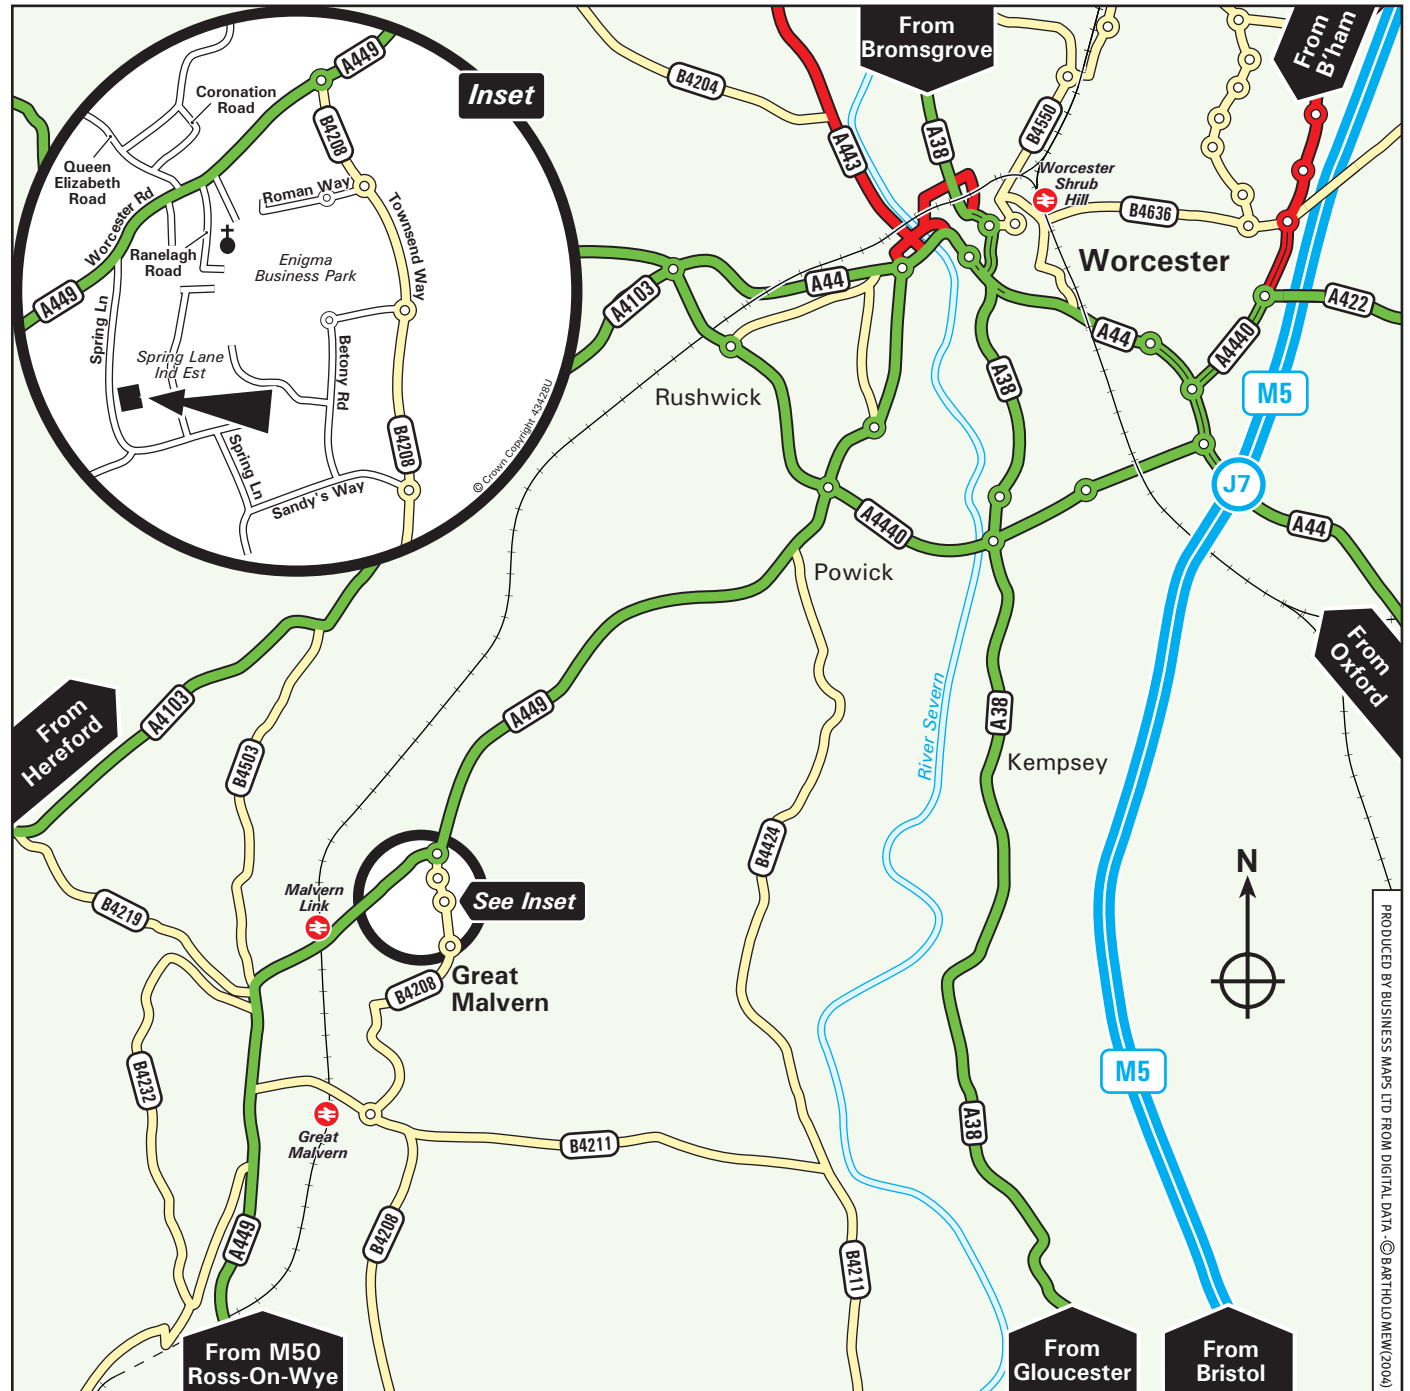 Inset
A449
Coronation
Road
B4208
Queen
Elizabeth
Road
Roman Way
Townsend Way
Worcester Rd
Ranelagh
Road
Enigma
Business Park
A449
Spring Ln
Spring Lane
Ind Est
Betony Rd
B4208
Spring Ln
Sandy's Way
© Crown Copyright 43428U
From
Bromsgrove
From
B'ham
B4204
A443
A38
B4550
Worcester
Shrub
Hill
B4636
Worcester
A44
A4103
A422
A44
A4440
A38
M5
Rushwick
J7
A4440
A44
Powick
From
Oxford
From
Hereford
A4103
A449
River Severn
A38
Kempsey
B4503
B4424
N
Malvern
Link
See Inset
B4219
Great
Malvern
B4208
B4232
M5
Great
Malvern
B4211
A38
A449
B4208
B4211
From M50
Ross-On-Wye
From
Gloucester
From
Bristol
PRODUCED BY BUSINESS MAPS LTD FROM DIGITAL DATA - © BARTHOLOMEW(2004)